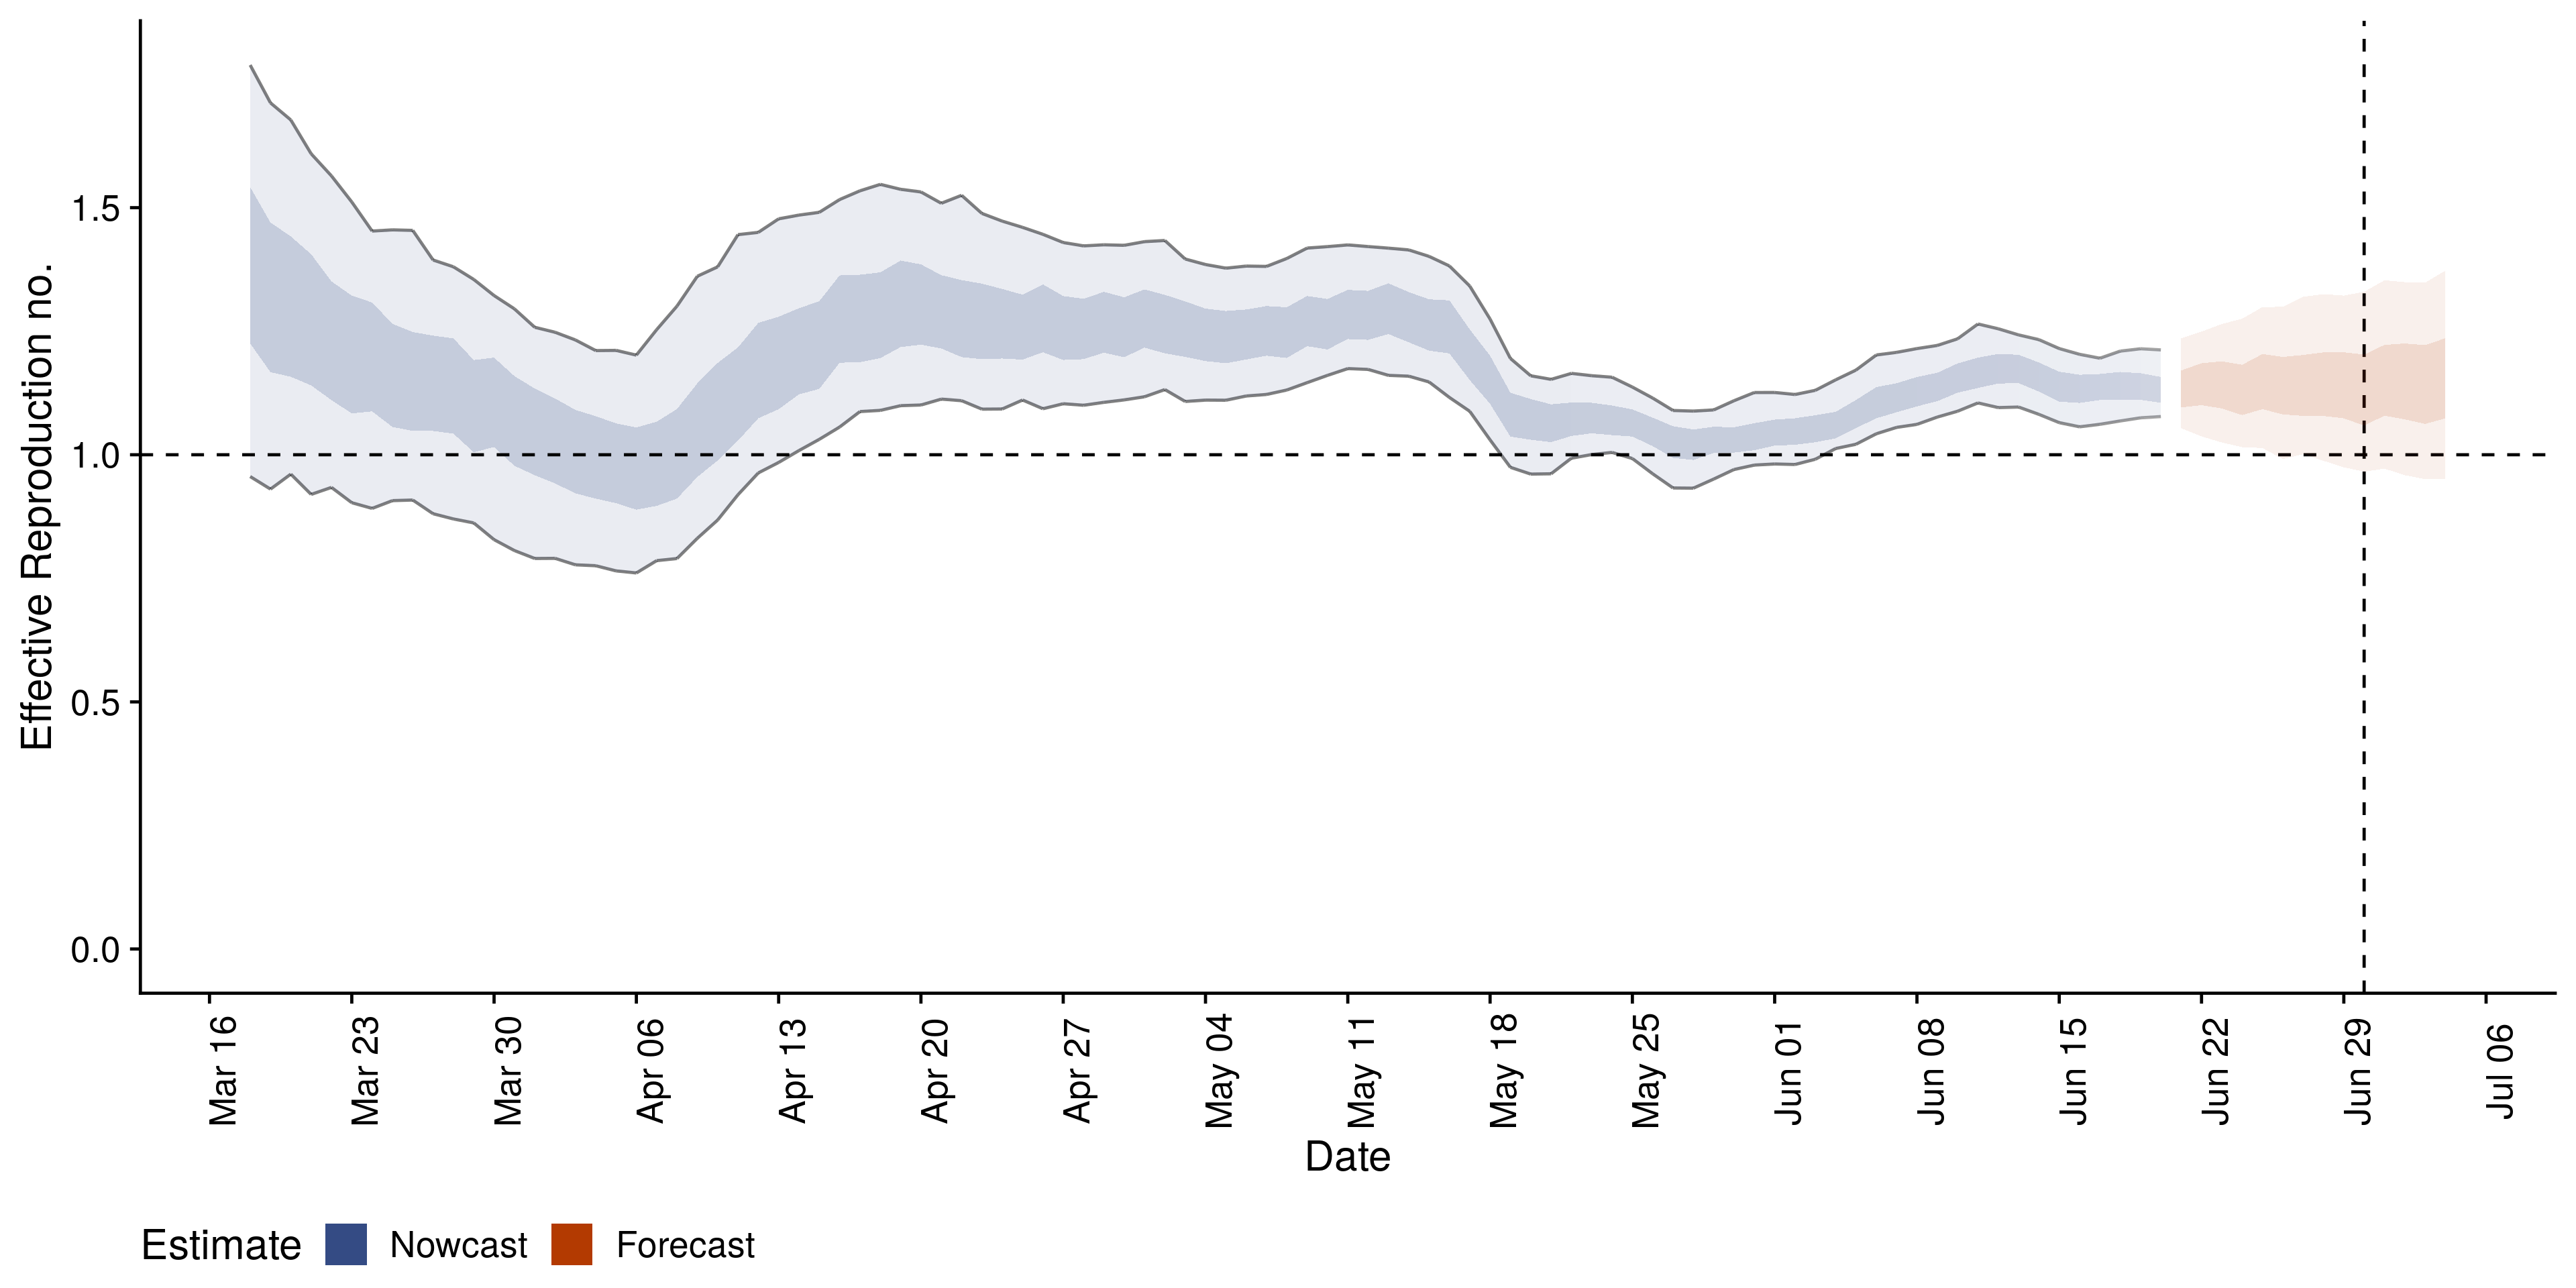 Effective Reproduction no.
1.5
1.0
0.5
0.0
Mar 16
Mar 23
Mar 30
Apr 06
Apr 13
Apr 20
Apr 27
May 04
May 11
May 18
May 25
Jun 01
Jun 08
Jun 15
Jun 22
Jun 29
Jul 06
Date
Estimate Nowcast Forecast